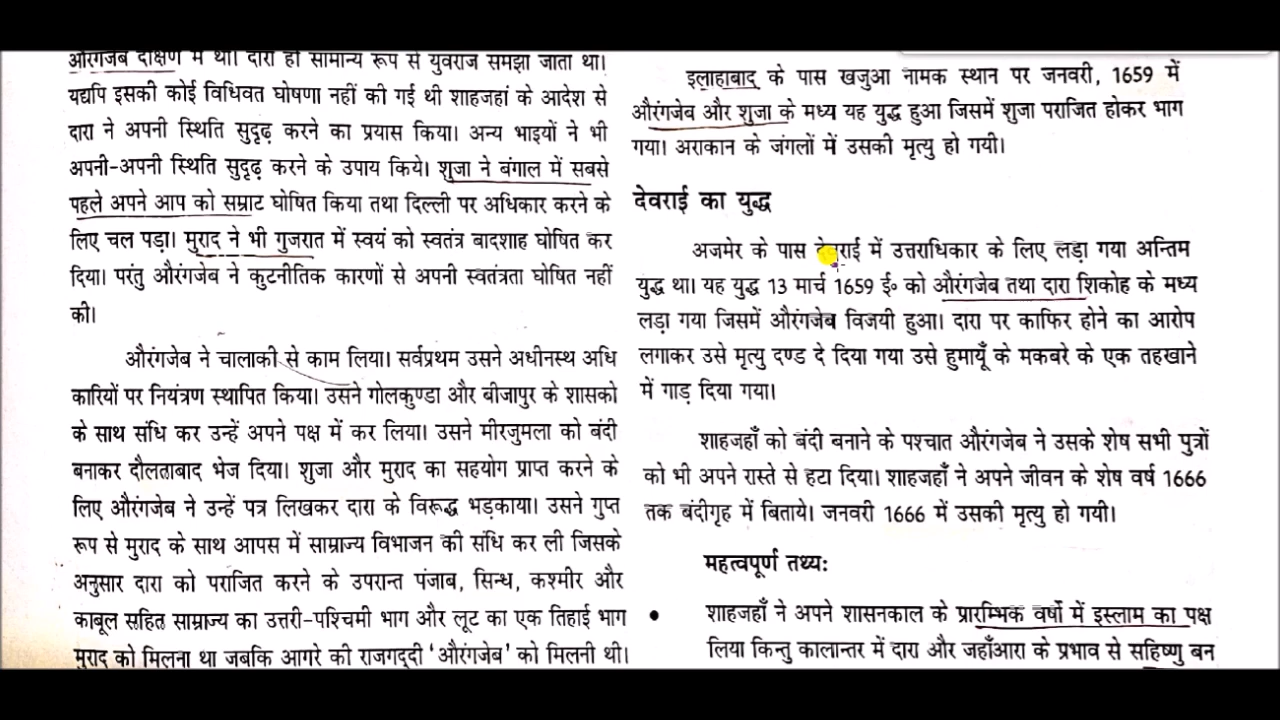 औरंगजेब दक्षिण में था। दारा ही सामान्य रूप से युवराज समझा जाता था।
यद्यपि इसकी कोई विधिवत घोषणा नहीं की गई थी शाहजहां के आदेश से
दारा ने अपनी स्थिति सुदृढ़ करने का प्रयास किया। अन्य भाइयों ने भी
अपनी-अपनी स्थिति सुदृढ़ करने के उपाय किये। शुजा ने बंगाल में सबसे
पहले अपने आप को सम्राट घोषित किया तथा दिल्ली पर अधिकार करने के
लिए चल पड़ा। मुराद ने भी गुजरात में स्वयं को स्वतंत्र बादशाह घोषित कर
दिया। परंतु औरंगजेब ने कुटनीतिक कारणों से अपनी स्वतंत्रता घोषित नहीं
की।
औरंगजेब ने चालाकी से काम लिया। सर्वप्रथम उसने अधीनस्थ अधि
कारियों पर नियंत्रण स्थापित किया। उसने गोलकुण्डा और बीजापुर के शासको
के साथ संधि कर उन्हें अपने पक्ष में कर लिया। उसने मीरजुमला को बंदी
बनाकर दौलताबाद भेज दिया। शुजा और मुराद का सहयोग प्राप्त करने के
लिए औरंगजेब ने उन्हें पत्र लिखकर दारा के विरूद्ध भड़काया। उसने गुप्त
रूप से मुराद के साथ आपस में साम्राज्य विभाजन की संधि कर ली जिसके
अनुसार दारा को पराजित करने के उपरान्त पंजाब, सिन्ध, कश्मीर और
काबूल सहित साम्राज्य का उत्तरी-पश्चिमी भाग और लूट का एक तिहाई भाग
मुराद को मिलना था जबकि आगरे की राजगद्दी 'औरंगजेब' को मिलनी थी।
इलाहाबाद के पास खजुआ नामक स्थान पर जनवरी, 1659 में
औरंगजेब और शुजा के मध्य यह युद्ध हुआ जिसमें शुजा पराजित होकर भाग
गया। अराकान के जंगलों में उसकी मृत्यु हो गयी।
देवराई का युद्ध
अजमेर के पास देवराई में उत्तराधिकार के लिए लड़ा गया अन्तिम
युद्ध था। यह युद्ध 13 मार्च 1659 ई॰ को औरंगजेब तथा दारा शिकोह के मध्य
लड़ा गया जिसमें औरंगजेब विजयी हुआ। दारा पर काफिर होने का आरोप
लगाकर उसे मृत्यु दण्ड दे दिया गया उसे हुमायूँ के मकबरे के एक तहखाने
में गाड़ दिया गया।
शाहजहाँ को बंदी बनाने के पश्चात औरंगजेब ने उसके शेष सभी पुत्रों
को भी अपने रास्ते से हटा दिया। शाहजहाँ ने अपने जीवन के शेष वर्ष 1666
तक बंदीगृह में बिताये। जनवरी 1666 में उसकी मृत्यु हो गयी।
महत्वपूर्ण तथ्यः
• शाहजहाँ ने अपने शासनकाल के प्रारम्भिक वर्षो में इस्लाम का पक्ष
लिया किन्तु कालान्तर में दारा और जहाँआरा के प्रभाव से सहिष्णु बन